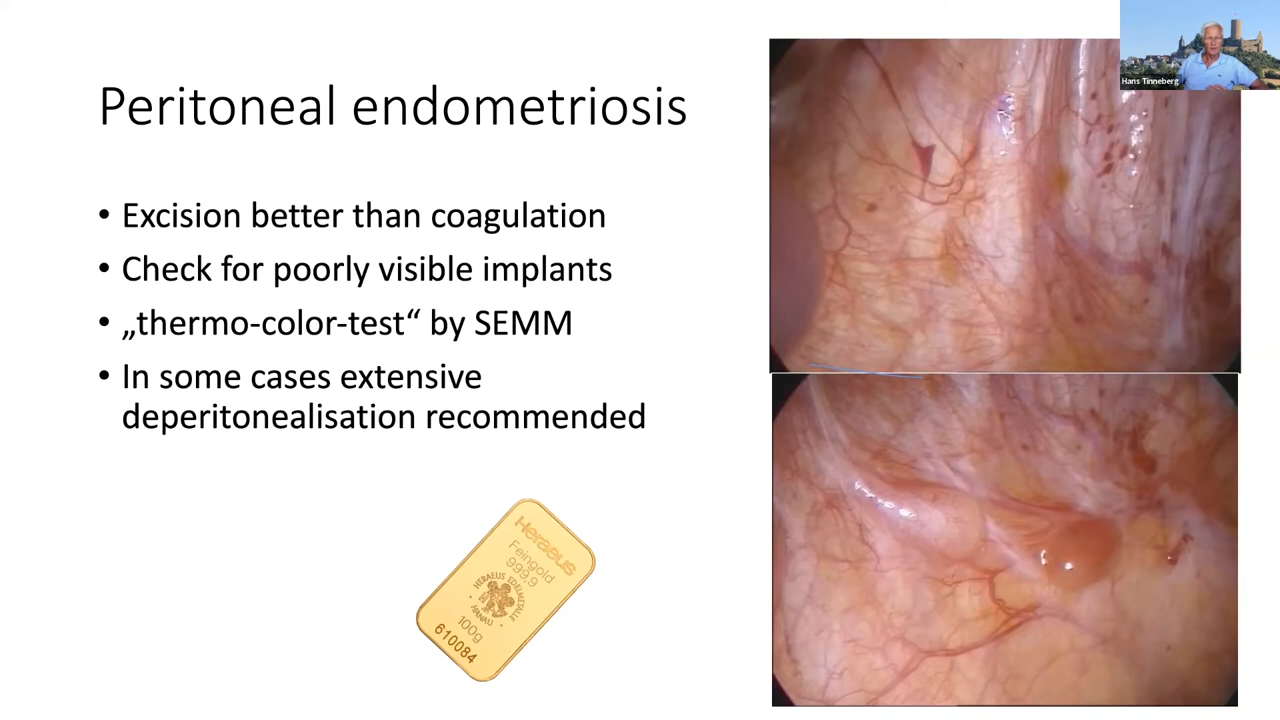 Hans Tinneberg
Peritoneal endometriosis
• Excision better than coagulation
• Check for poorly visible implants
• „thermo-color-test“ by SEMM
• In some cases extensive
deperitonealisation recommended
Heraeus
Feingold
999,9
HERAEUS EDELMETALLE
HANAU
100g
610084